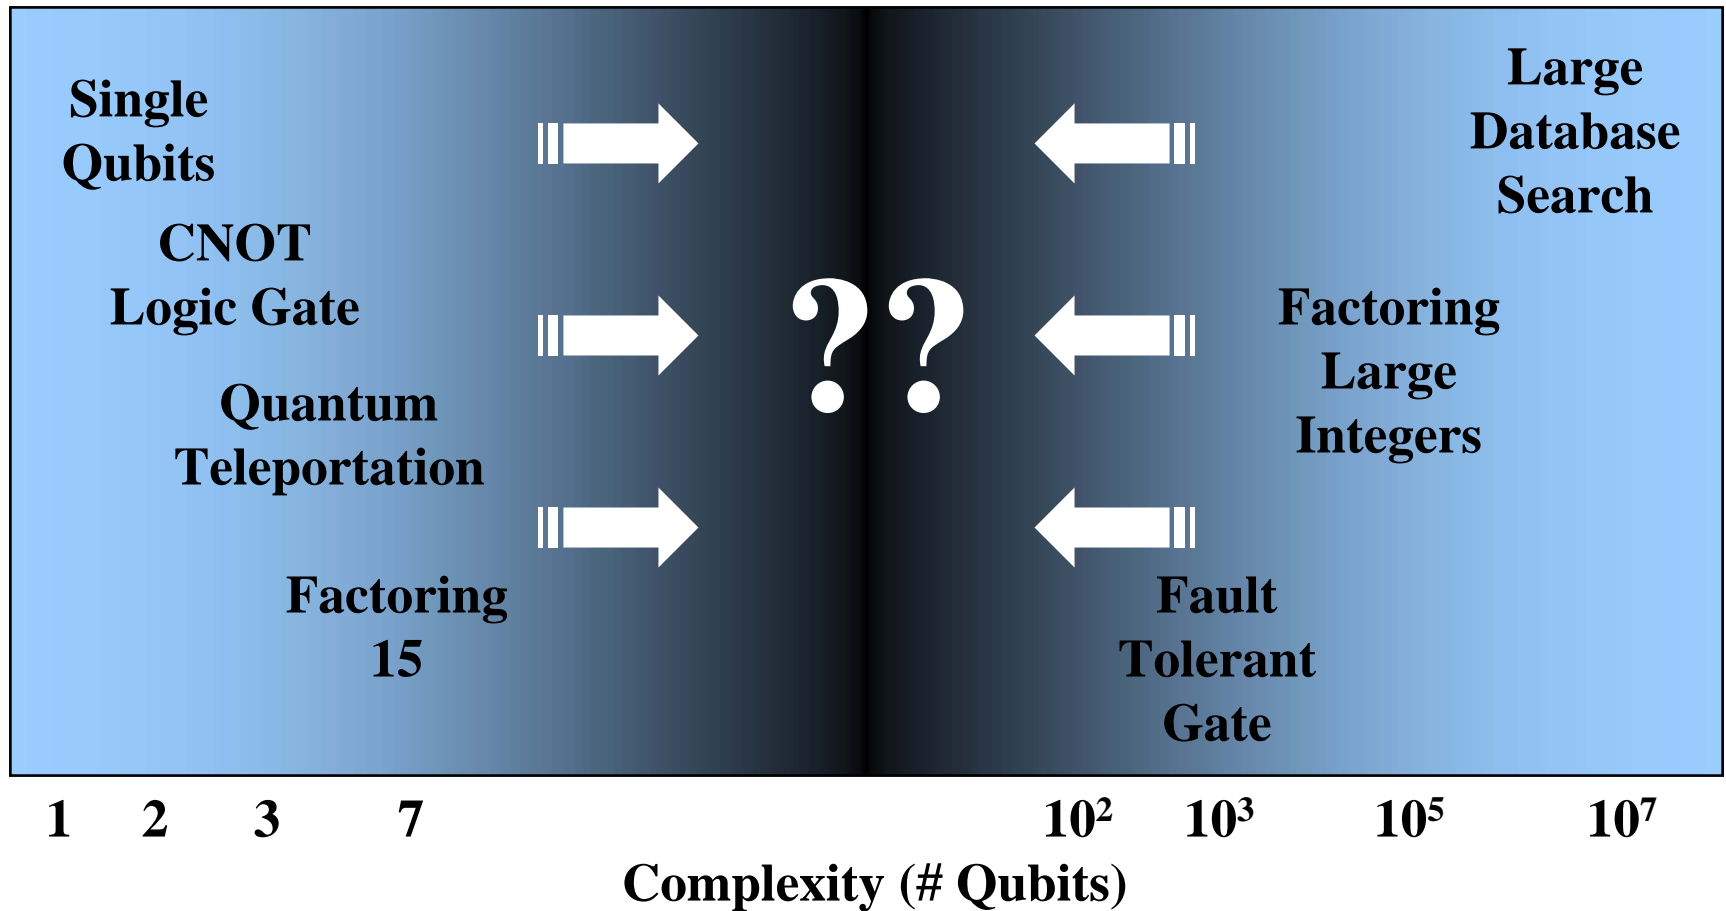 Single
Qubits
CNOT
Logic Gate
Quantum
Teleportation
Factoring
15
??
Large
Database
Search
Factoring
Large
Integers
Fault
Tolerant
Gate
1 2 3 7 10² 10³ 10⁵ 10⁷
Complexity (# Qubits)